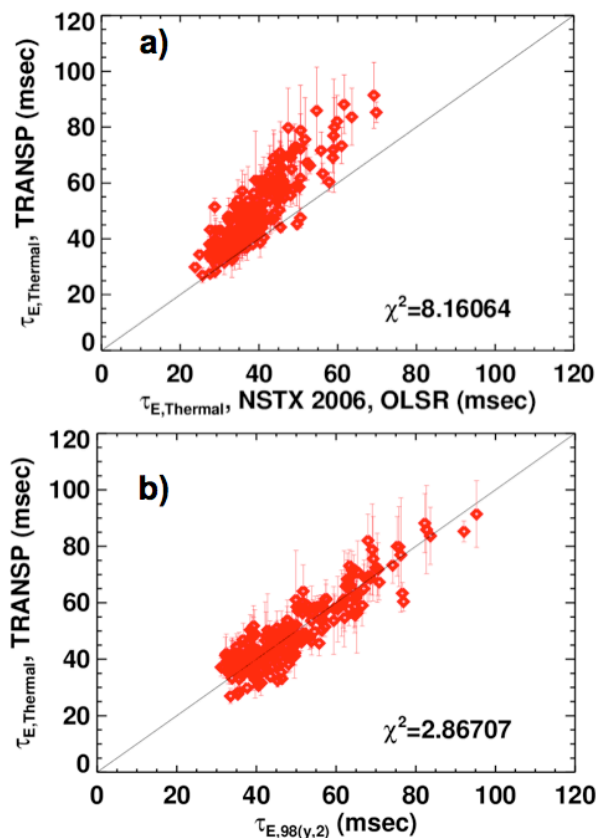 a)
120
100
80
60
40
20
0
τE,Thermal, TRANSP (msec)
χ²=8.16064
20 40 60 80 100 120
τE,Thermal, NSTX 2006, OLSR (msec)
b)
120
100
80
60
40
20
0
τE,Thermal, TRANSP (msec)
χ²=2.86707
0 20 40 60 80 100 120
τE,98(y,2) (msec)